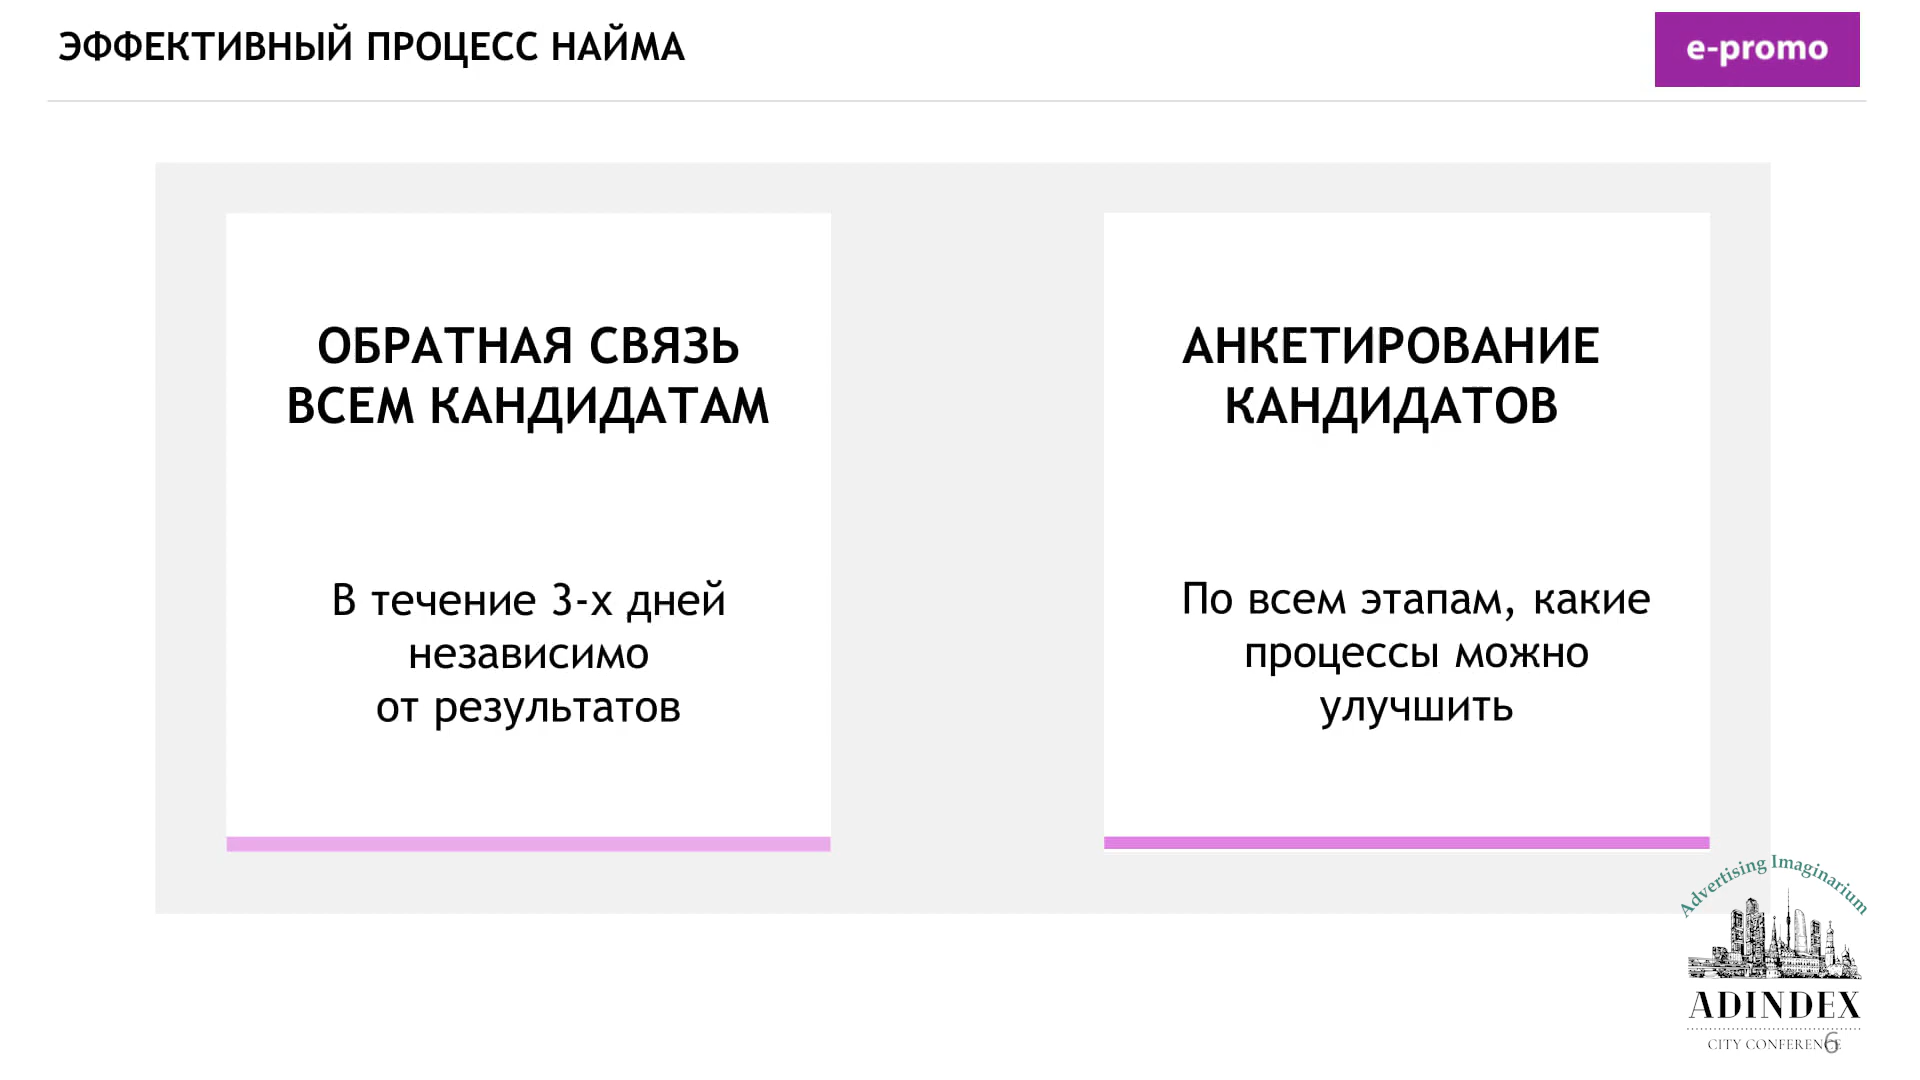 ЭФФЕКТИВНЫЙ ПРОЦЕСС НАЙМА
e-promo
ОБРАТНАЯ СВЯЗЬ
ВСЕМ КАНДИДАТАМ
В течение 3-х дней
независимо
от результатов
АНКЕТИРОВАНИЕ
КАНДИДАТОВ
По всем этапам, какие
процессы можно
улучшить
Advertising Imaginarium
ADINDEX
CITY CONFERENCE
6